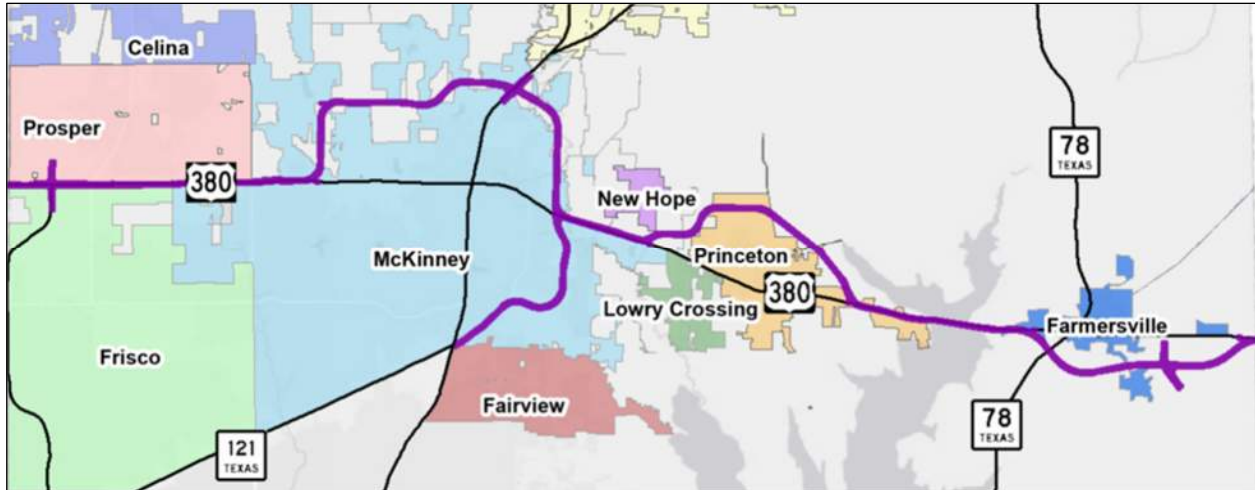 Celina
Prosper
78
TEXAS
380
New Hope
McKinney
Princeton
380
Lowry Crossing
Farmersville
Frisco
Fairview
78
TEXAS
121
TEXAS